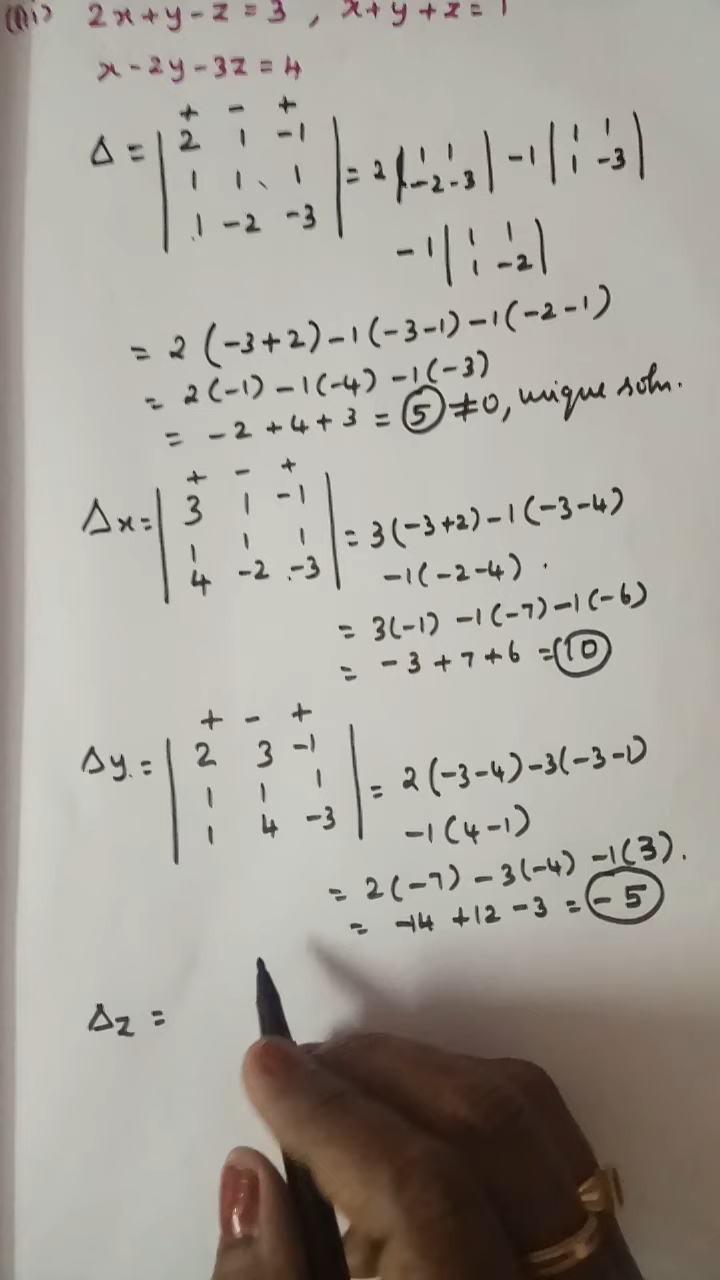 (iii) 2x+y-z=3, x+y+z=1
x-2y-3z=4
+ - +
Δ = | 2 1 -1 | = 2 | 1 1 | -1 | 1 1 |
| 1 1 1 | | -2 -3 | | 1 -3 |
| 1 -2 -3 | -1 | 1 1 |
| 1 -2 |
= 2(-3+2)-1(-3-1)-1(-2-1)
= 2(-1) -1(-4) -1(-3)
= -2+4+3 = 5 ≠0, unique soln.
+ - +
Δx = | 3 1 -1 | = 3(-3+2)-1(-3-4)
| 1 1 1 |
| 4 -2 -3 | -1(-2-4).
= 3(-1) -1(-7)-1(-6)
= -3+7+6 = 10
+ - +
Δy = | 2 3 -1 | = 2(-3-4)-3(-3-1)
| 1 1 1 |
| 1 4 -3 | -1(4-1)
= 2(-7) -3(-4) -1(3).
= -14 +12 -3 = -5
Δz =